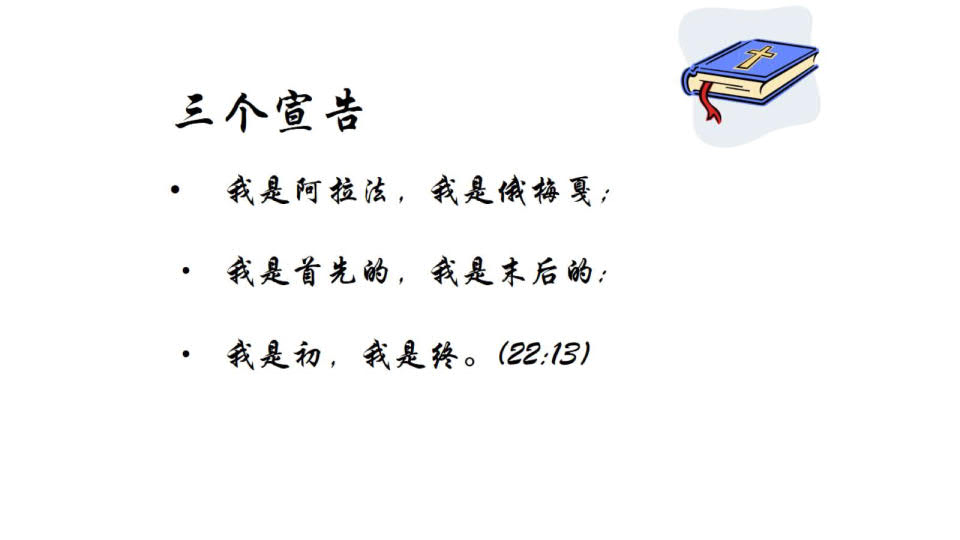 三个宣告
• 我是阿拉法，我是俄梅戛；
• 我是首先的，我是末后的；
• 我是初，我是终。(22:13)